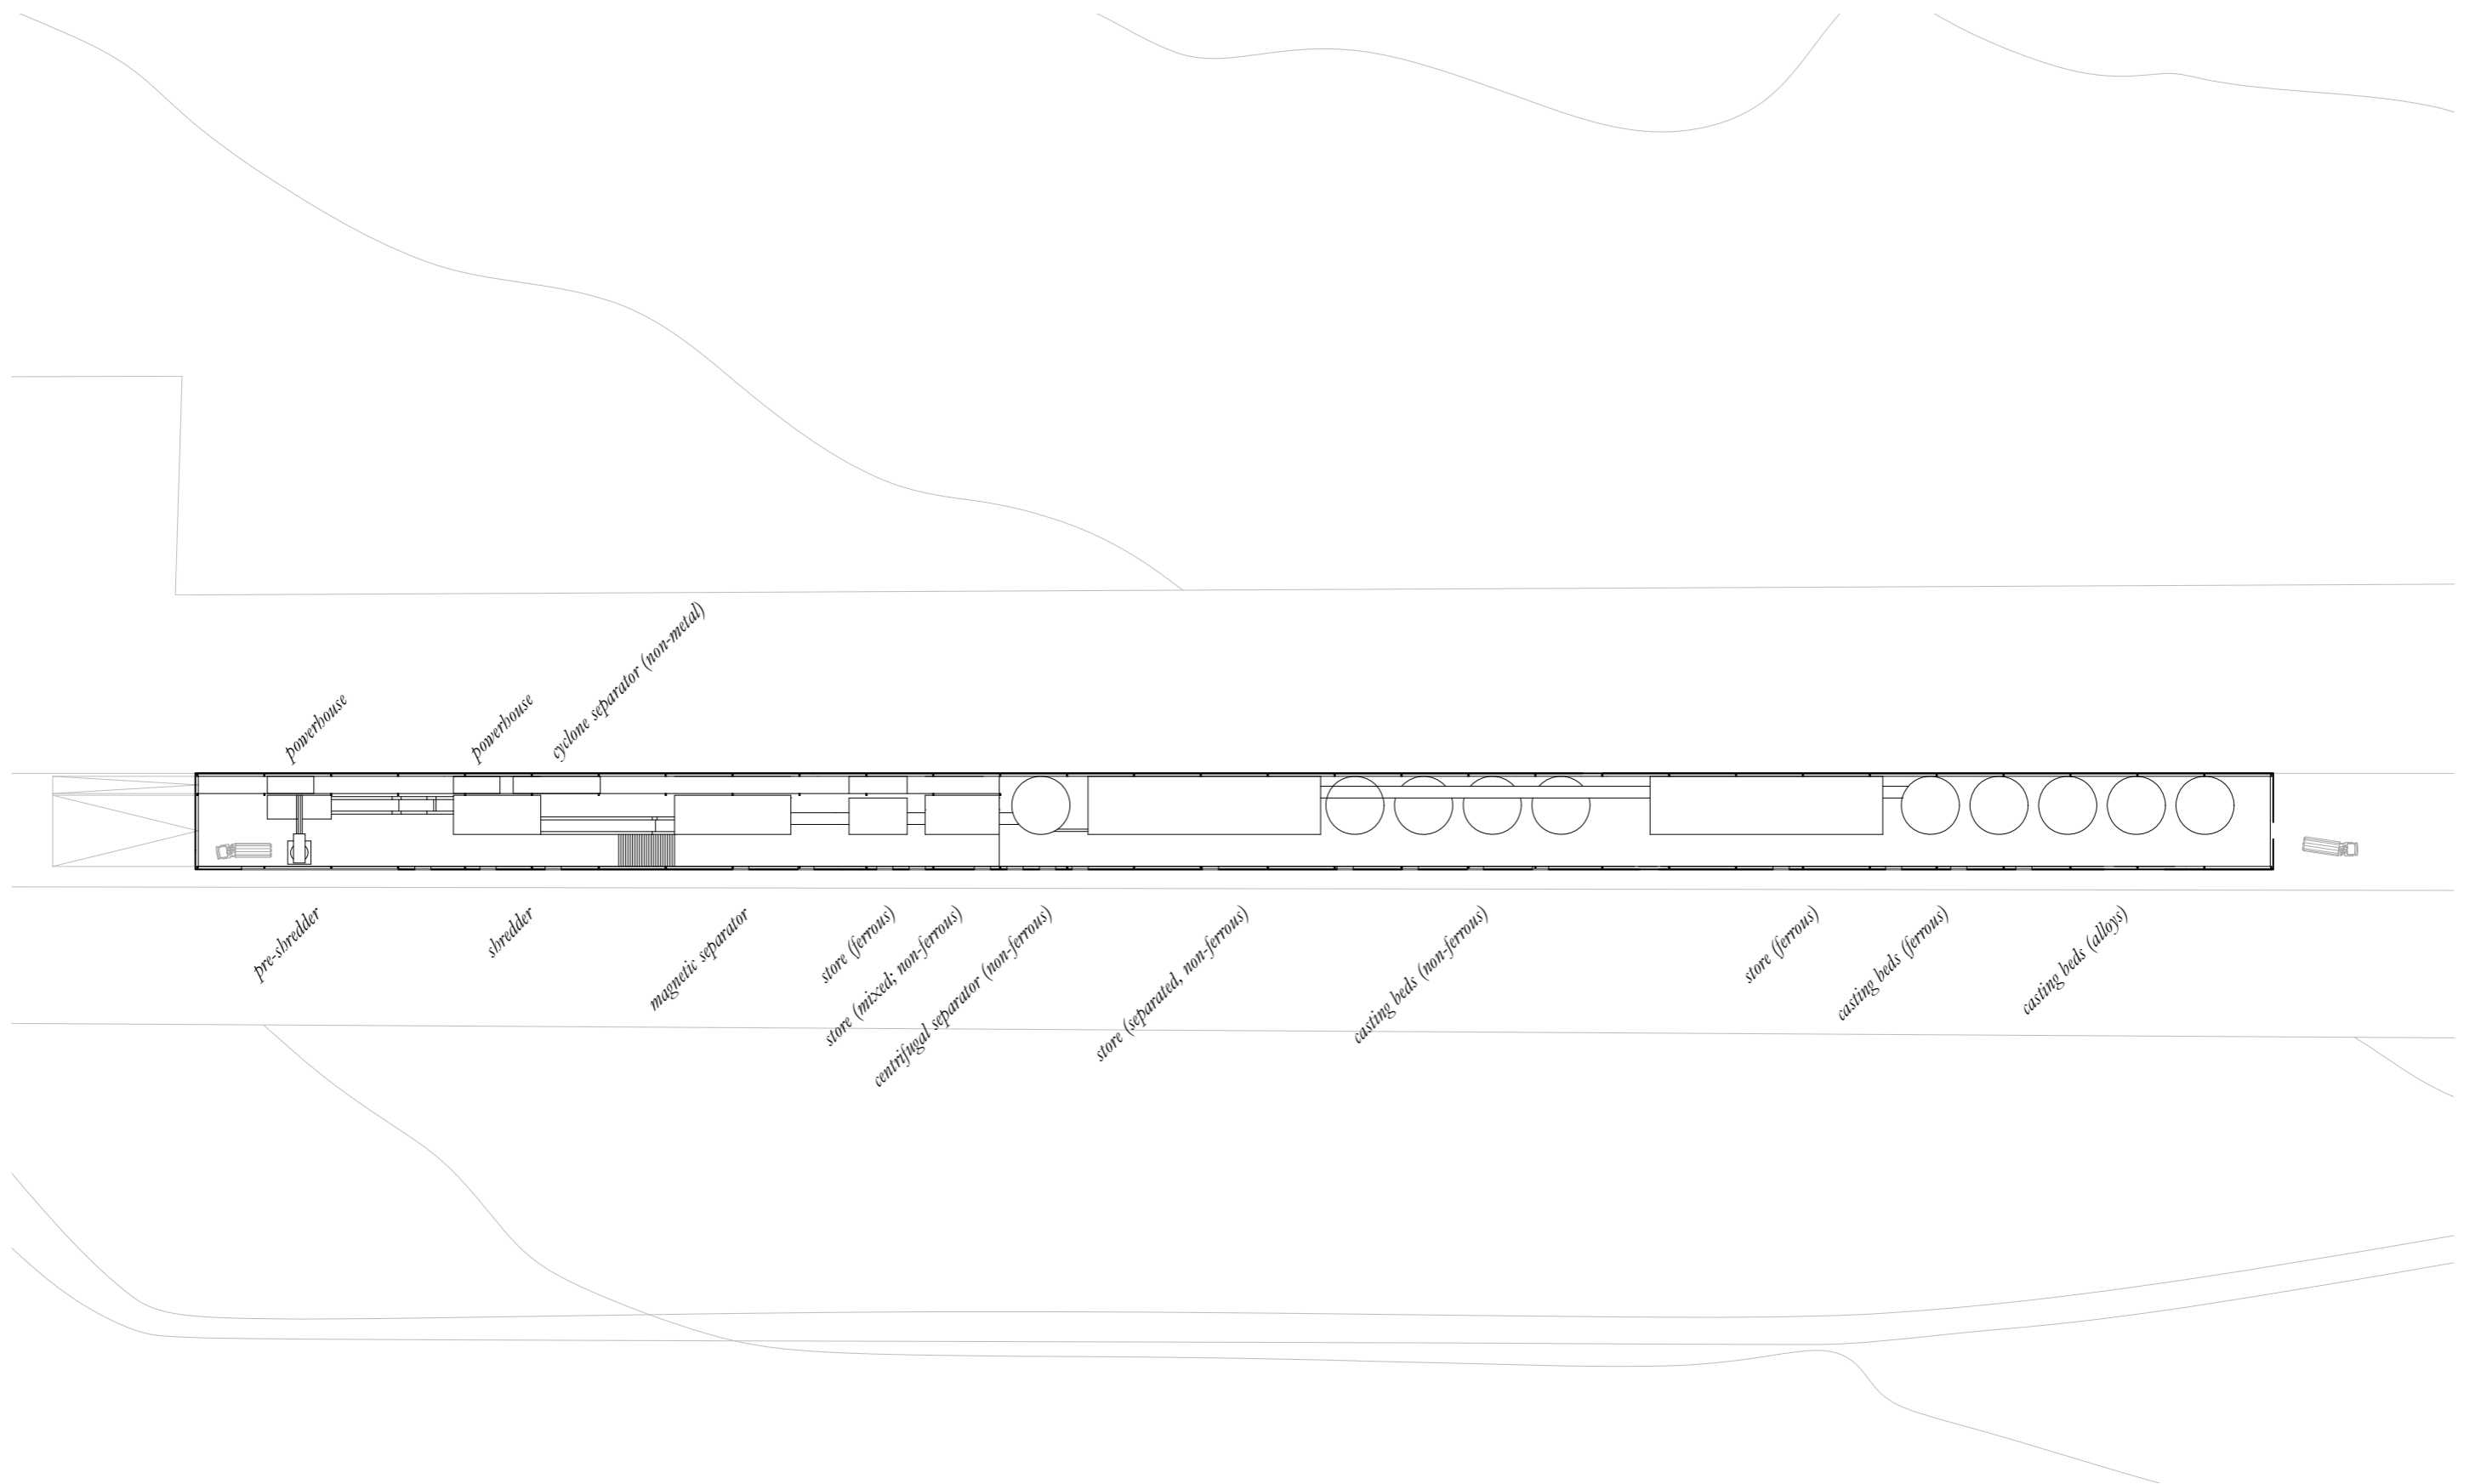 powerhouse
powerhouse
cyclone separator (non-metal)
pre-shredder
shredder
magnetic separator
store (ferrous)
store (mixed; non-ferrous)
centrifugal separator (non-ferrous)
store (separated, non-ferrous)
casting beds (non-ferrous)
store (ferrous)
casting beds (ferrous)
casting beds (alloys)